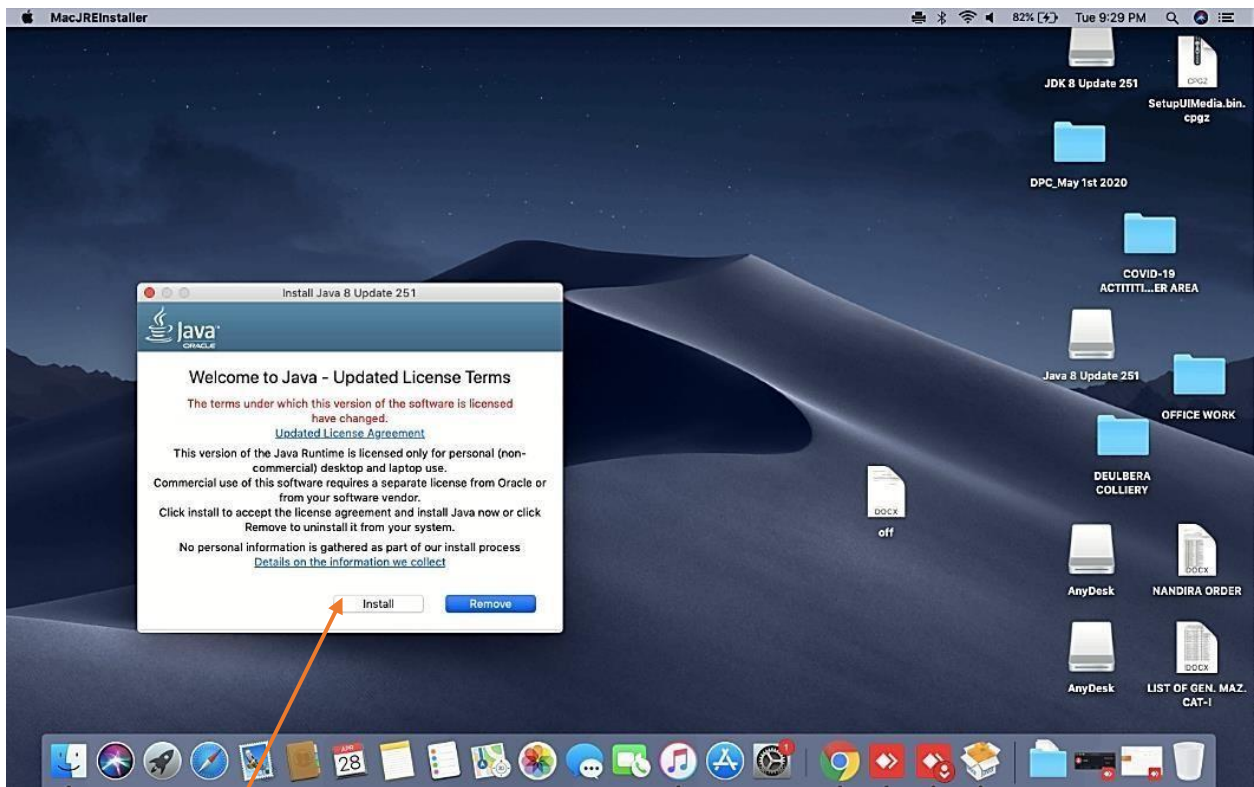 MacJREInstaller
82%
Tue 9:29 PM
JDK 8 Update 251
CPGZ
SetupUIMedia.bin.
cpgz
DPC_May 1st 2020
COVID-19
ACTITITI...ER AREA
Java 8 Update 251
OFFICE WORK
DEULBERA
COLLIERY
DOCX
off
AnyDesk
DOCX
NANDIRA ORDER
AnyDesk
DOCX
LIST OF GEN. MAZ.
CAT-I
Install Java 8 Update 251
Java
ORACLE
Welcome to Java - Updated License Terms
The terms under which this version of the software is licensed
have changed.
Updated License Agreement
This version of the Java Runtime is licensed only for personal (non-
commercial) desktop and laptop use.
Commercial use of this software requires a separate license from Oracle or
from your software vendor.
Click install to accept the license agreement and install Java now or click
Remove to uninstall it from your system.
No personal information is gathered as part of our install process
Details on the information we collect
Install
Remove
APR
28
1